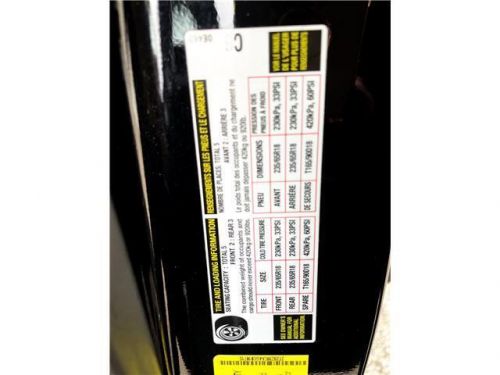 TIRE AND LOADING INFORMATION
SEATING CAPACITY : TOTAL 5 FRONT 2 : REAR 3
The combined weight of occupants and
cargo should never exceed 420kg or 920lbs.
TIRE SIZE COLD TIRE PRESSURE
FRONT 235/65R18 230kPa, 33PSI
REAR 235/65R18 230kPa, 33PSI
SPARE T165/90D18 420kPa, 60PSI
SEE OWNER'S
MANUAL FOR
ADDITIONAL
INFORMATION
RENSEIGNEMENTS SUR LES PNEUS ET LE CHARGEMENT
NOMBRE DE PLACES: TOTAL 5 AVANT 2 : ARRIÈRE 3
Le poids total des occupants et du chargement ne
doit jamais dépasser 420kg ou 920lb.
PNEU DIMENSIONS PRESSION DES
PNEUS À FROID
AVANT 235/65R18 230kPa, 33PSI
ARRIÈRE 235/65R18 230kPa, 33PSI
DE SECOURS T165/90D18 420kPa, 60PSI
VOIR LE MANUEL
DE L'USAGER
POUR PLUS DE
RENSEIGNEMENTS